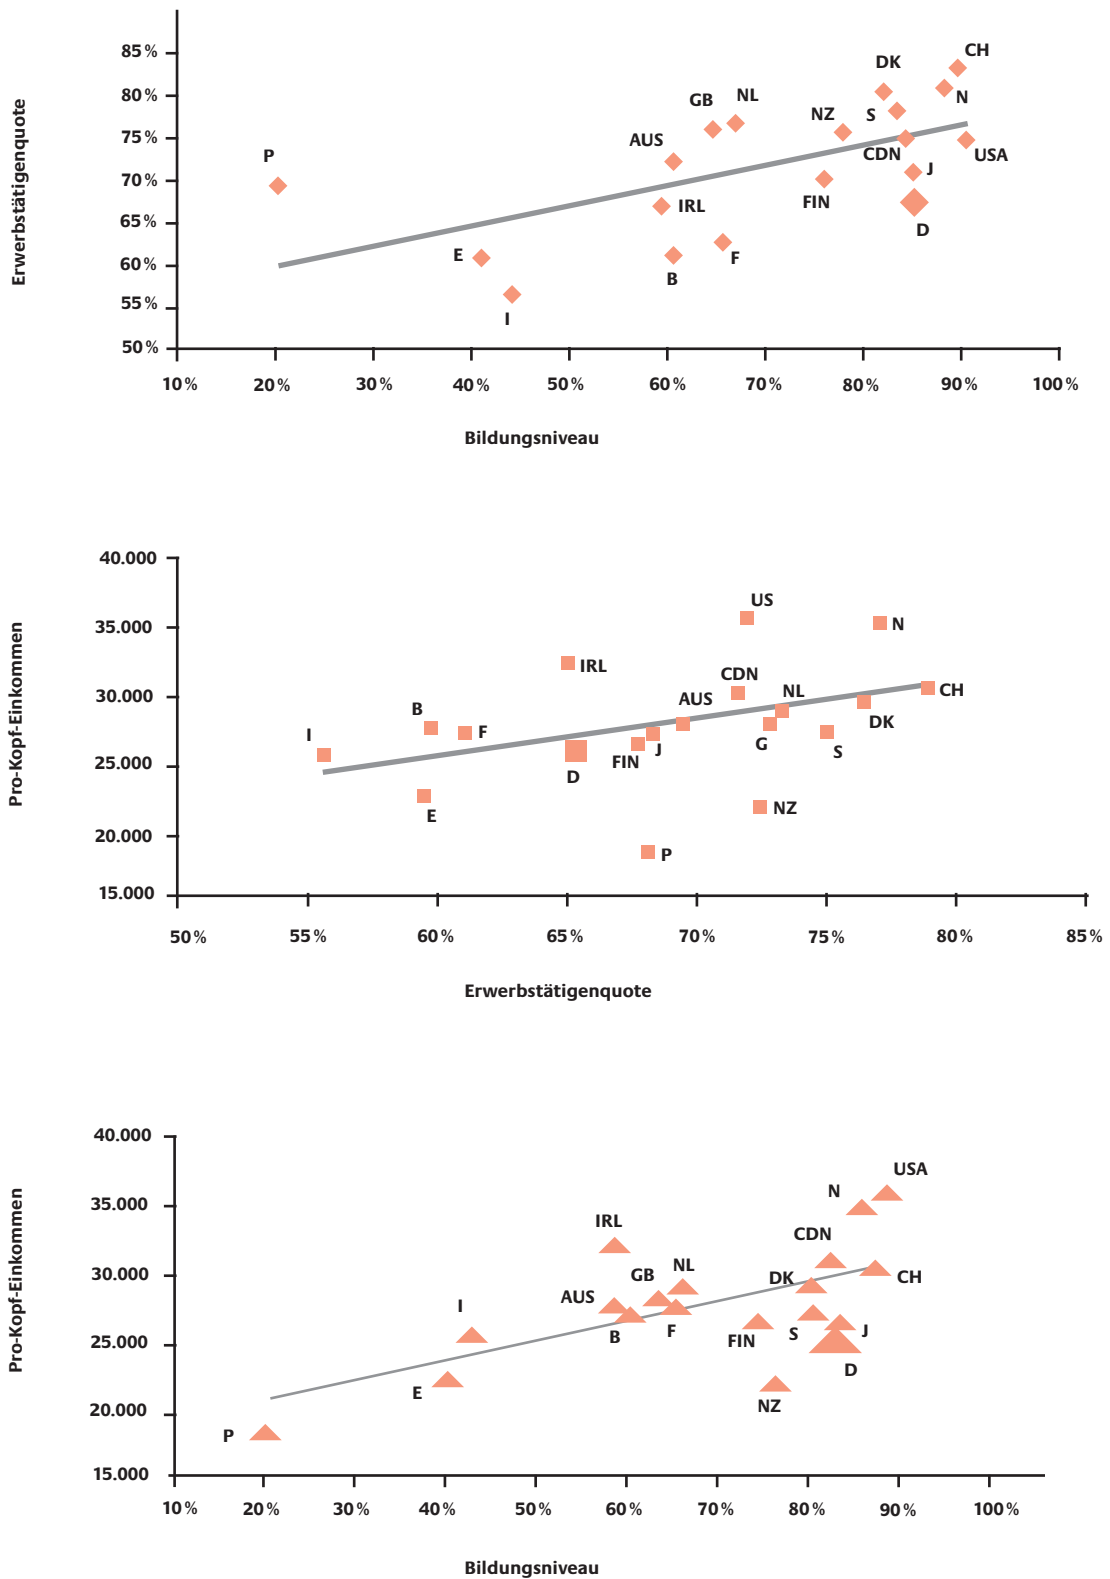 85 %
80 %
75 %
70 %
65 %
60 %
55 %
50 %
Erwerbstätigenquote
CH
DK
N
NL
GB
S
NZ
AUS
CDN
USA
P
J
FIN
IRL
D
E
B
F
I
10 % 20 % 30 % 40 % 50 % 60 % 70 % 80 % 90 % 100 %
Bildungsniveau
40.000
35.000
30.000
25.000
20.000
15.000
Pro-Kopf-Einkommen
US
N
IRL
CDN
NL
CH
AUS
B
DK
I
F
J
G
S
FIN
D
E
NZ
P
50 % 55 % 60 % 65 % 70 % 75 % 80 % 85 %
Erwerbstätigenquote
40.000
35.000
30.000
25.000
20.000
15.000
Pro-Kopf-Einkommen
USA
N
IRL
CDN
NL
GB
DK
CH
AUS
I
B
F
FIN
S
J
D
E
NZ
P
10 % 20 % 30 % 40 % 50 % 60 % 70 % 80 % 90 % 100 %
Bildungsniveau